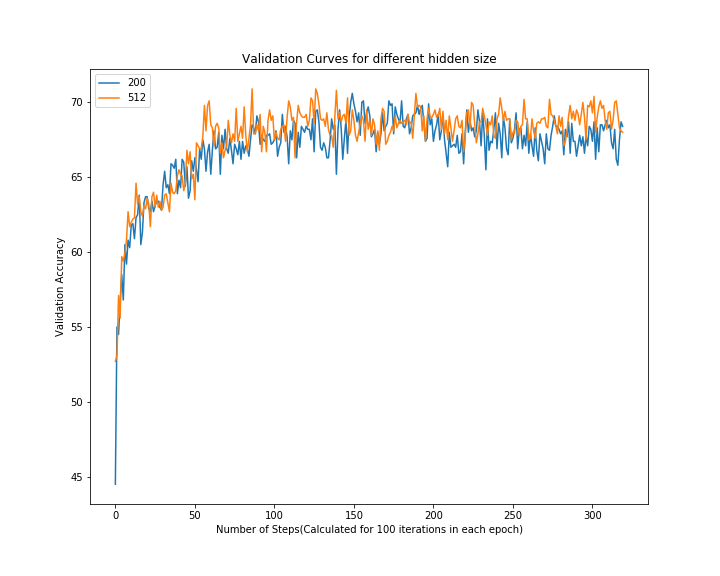 Validation Curves for different hidden size
200
512
70
65
60
55
50
45
Validation Accuracy
0 50 100 150 200 250 300
Number of Steps(Calculated for 100 iterations in each epoch)